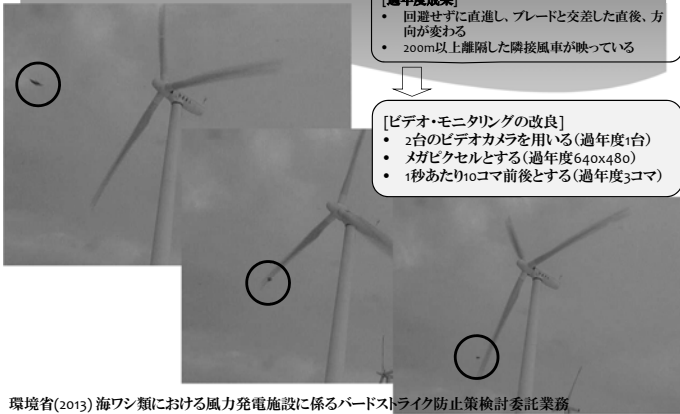 [過年度成果]
• 回避せずに直進し、ブレードと交差した直後、方
向が変わる
• 200m以上離隔した隣接風車が映っている
[ビデオ・モニタリングの改良]
• 2台のビデオカメラを用いる(過年度1台)
• メガピクセルとする(過年度640x480)
• 1秒あたり10コマ前後とする(過年度3コマ)
環境省(2013) 海ワシ類における風力発電施設に係るバードストライク防止策検討委託業務